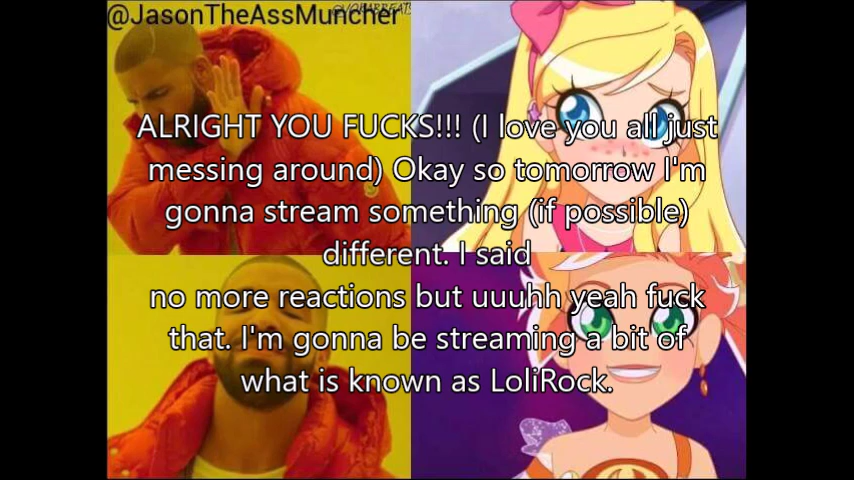 @JasonTheAssMuncher
ALRIGHT YOU FUCKS!!! (I love you all just
messing around) Okay so tomorrow I'm
gonna stream something (if possible)
different. I said
no more reactions but uuuhh yeah fuck
that. I'm gonna be streaming a bit of
what is known as LoliRock.